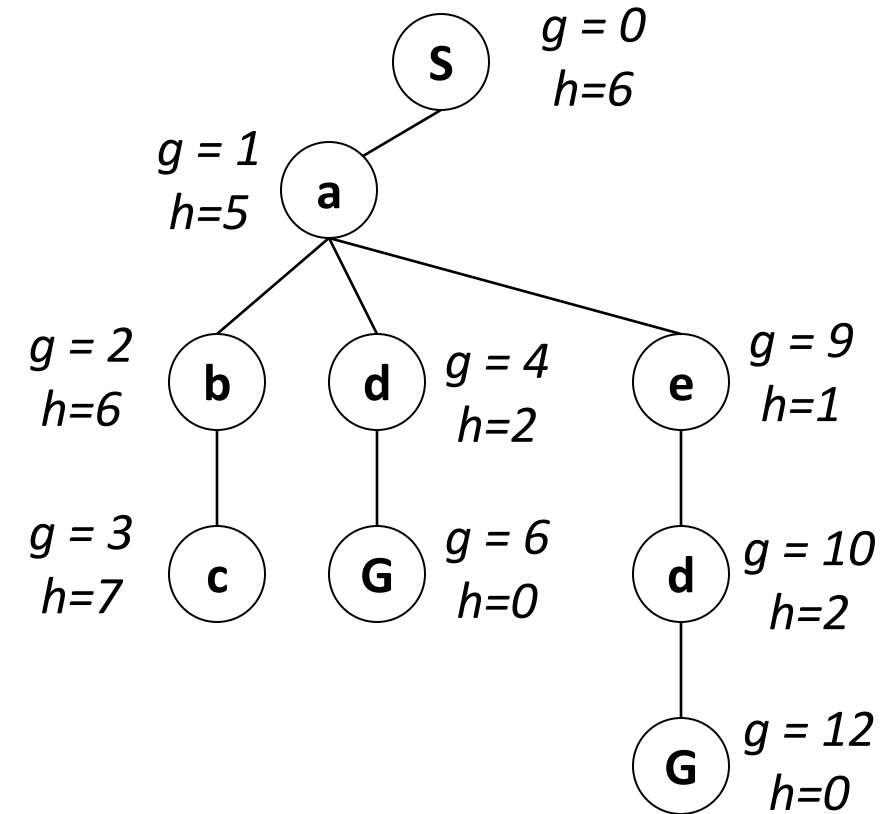 S
g = 0
h=6
g = 1
h=5
a
g = 2
h=6
b
d
g = 4
h=2
e
g = 9
h=1
g = 3
h=7
c
G
g = 6
h=0
d
g = 10
h=2
G
g = 12
h=0